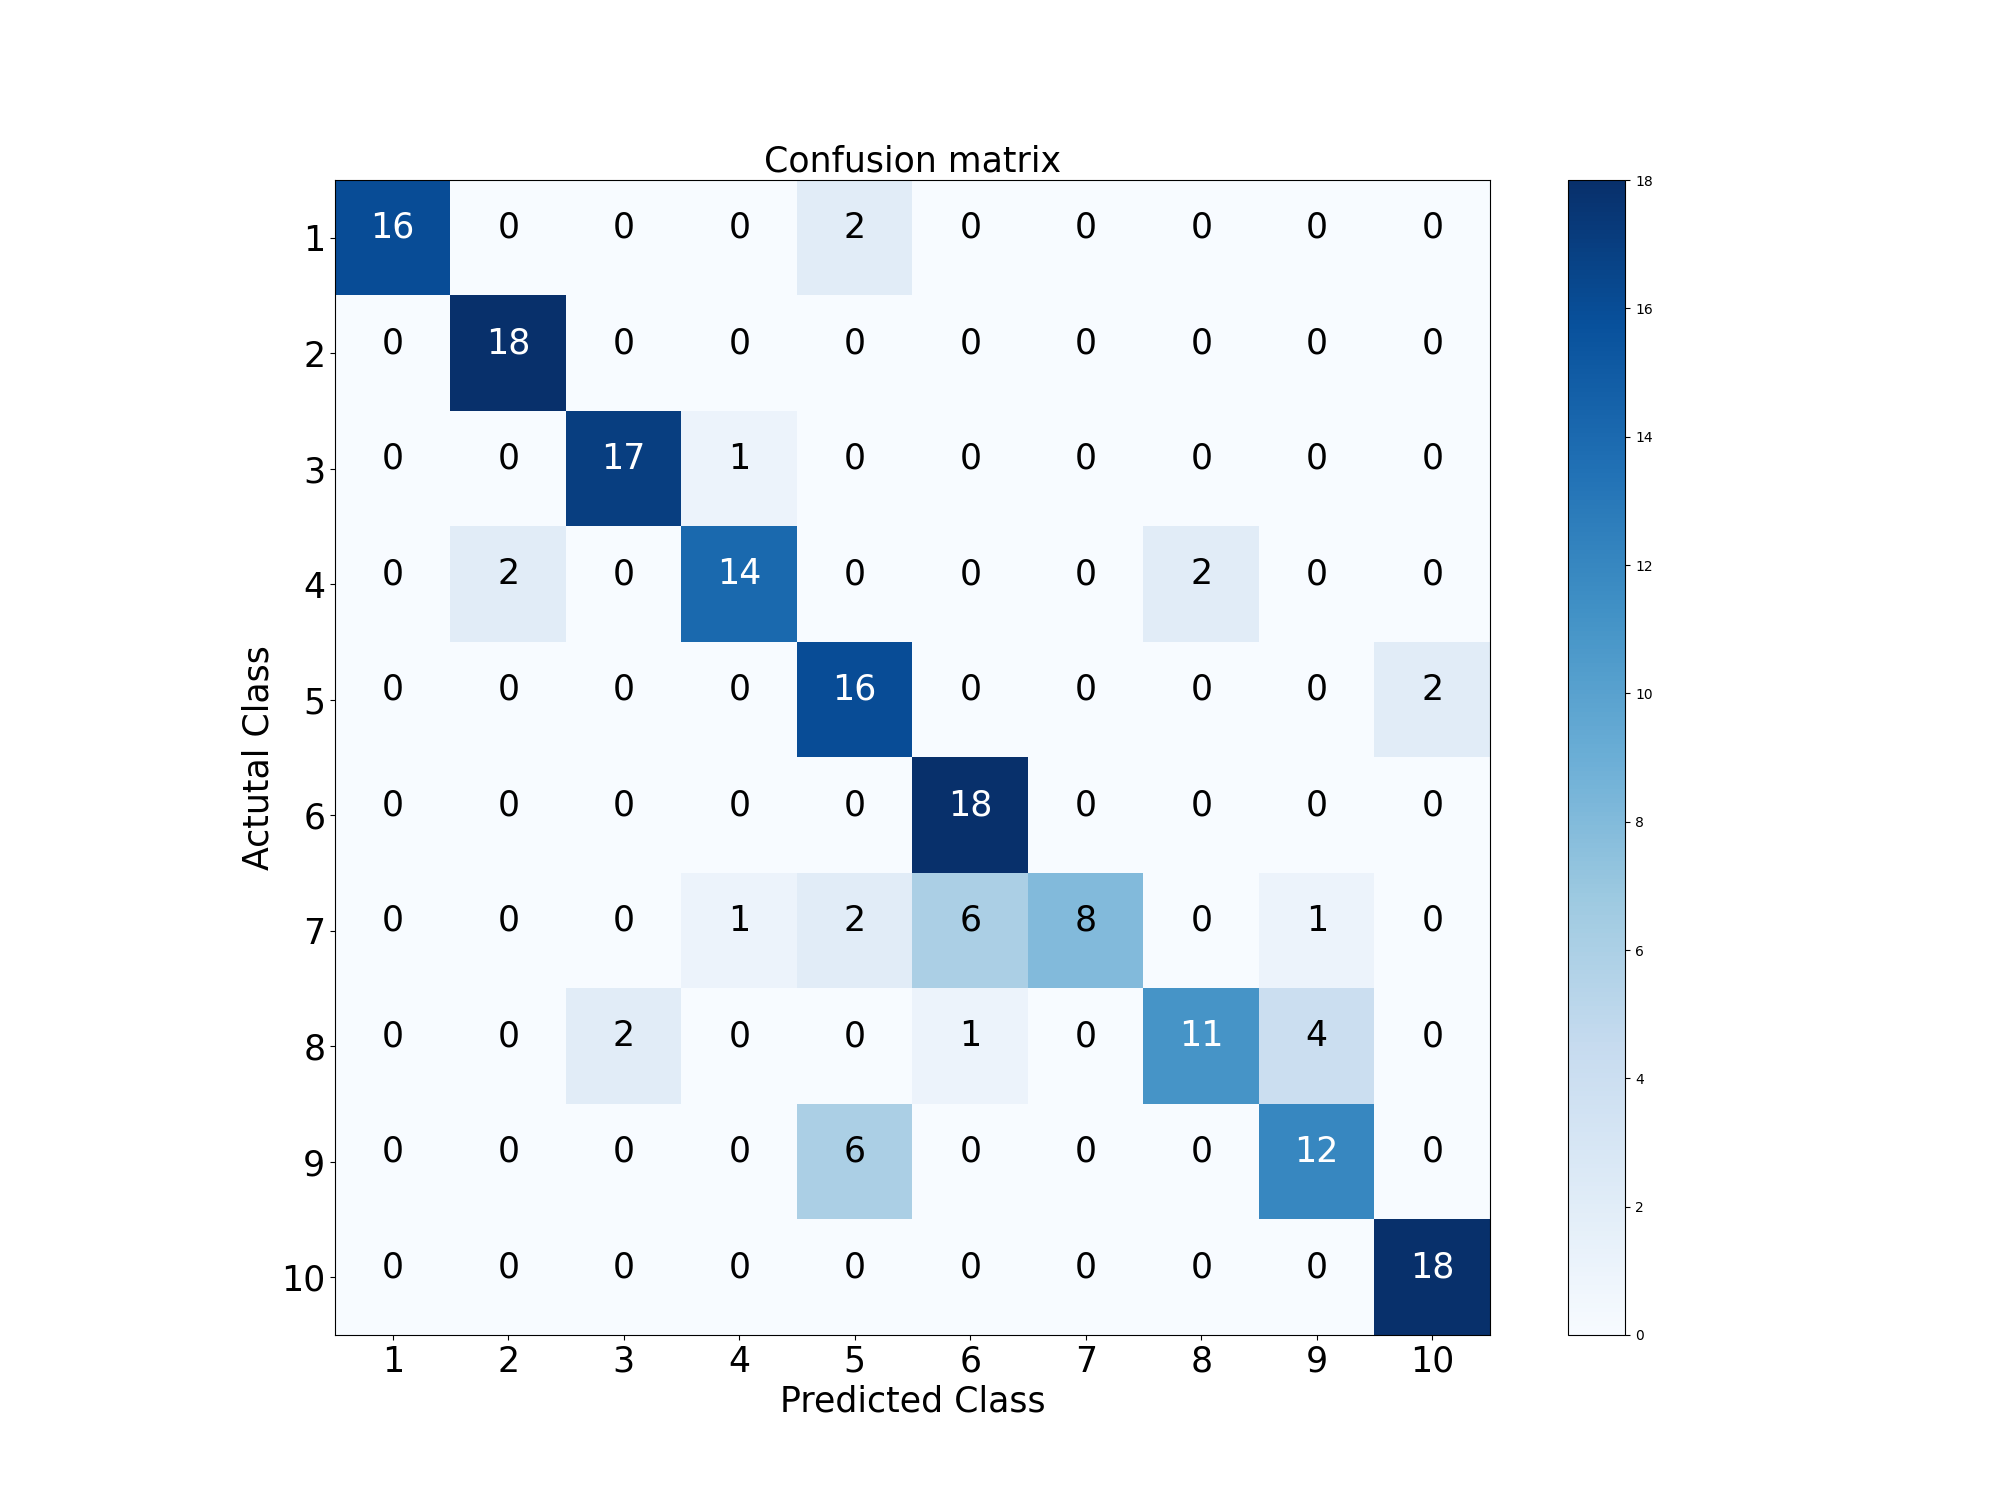 Confusion matrix
1 16 0 0 0 2 0 0 0 0 0
2 0 18 0 0 0 0 0 0 0 0
3 0 0 17 1 0 0 0 0 0 0
4 0 2 0 14 0 0 0 2 0 0
5 0 0 0 0 16 0 0 0 0 2
6 0 0 0 0 0 18 0 0 0 0
7 0 0 0 1 2 6 8 0 1 0
8 0 0 2 0 0 1 0 11 4 0
9 0 0 0 0 6 0 0 0 12 0
10 0 0 0 0 0 0 0 0 0 18
1 2 3 4 5 6 7 8 9 10
Predicted Class
Actutal Class
18
16
14
12
10
8
6
4
2
0